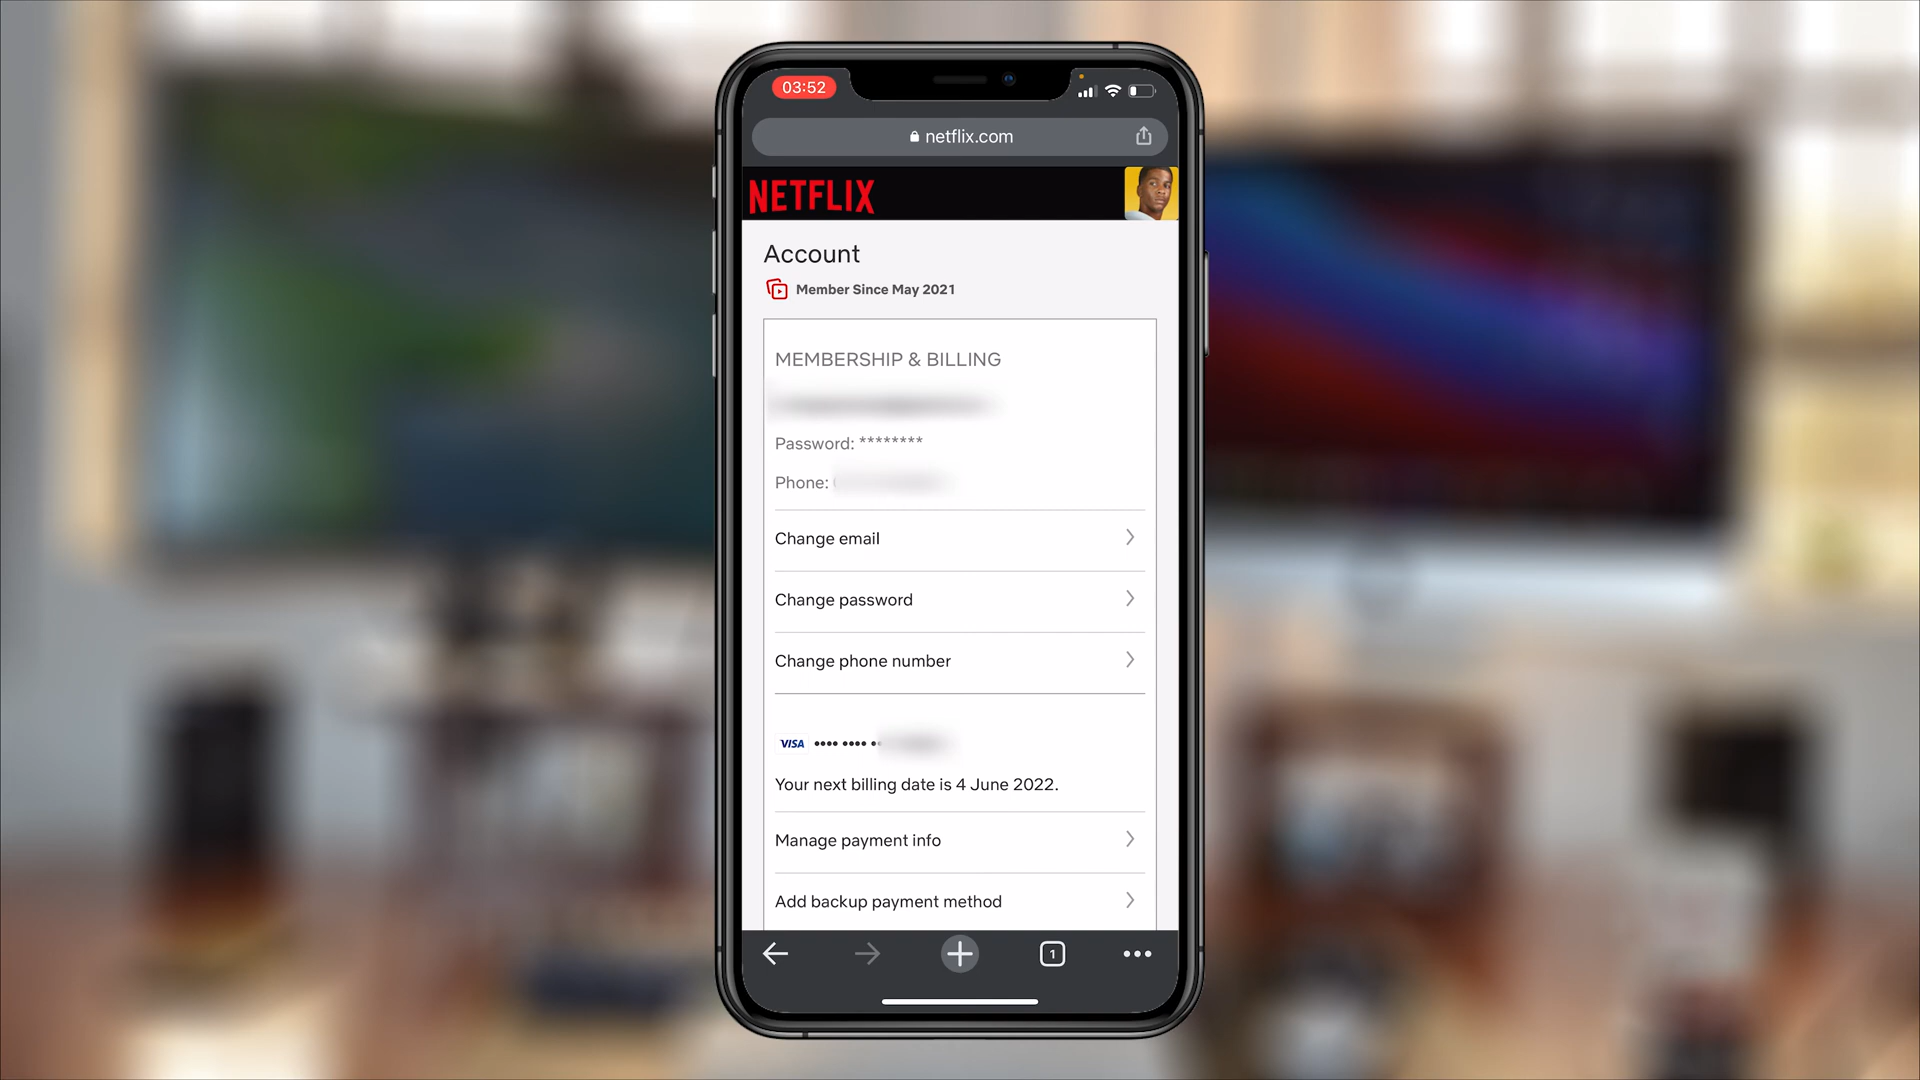 03:52
netflix.com
NETFLIX
Account
Member Since May 2021
MEMBERSHIP & BILLING
Password: ********
Phone:
Change email
Change password
Change phone number
VISA •••• •••• ••
Your next billing date is 4 June 2022.
Manage payment info
Add backup payment method
1